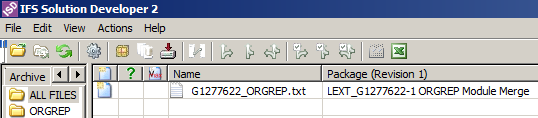 IFS Solution Developer 2
File Edit View Actions Help
Archive ? Name Package (Revision 1)
ALL FILES G1277622_ORGREP.txt LEXT_G1277622-1 ORGREP Module Merge
ORGREP